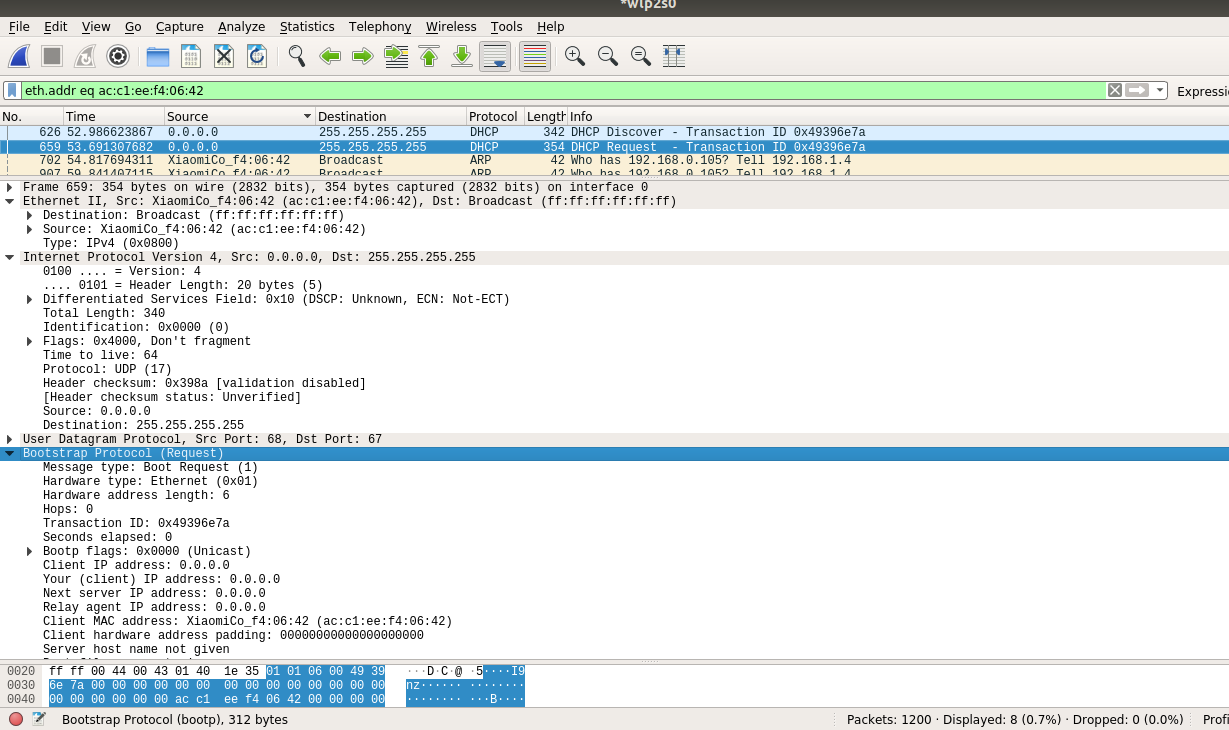 *wlp2s0
File Edit View Go Capture Analyze Statistics Telephony Wireless Tools Help
eth.addr eq ac:c1:ee:f4:06:42 Expressi
No. Time Source Destination Protocol Length Info
626 52.986623867 0.0.0.0 255.255.255.255 DHCP 342 DHCP Discover - Transaction ID 0x49396e7a
659 53.691307682 0.0.0.0 255.255.255.255 DHCP 354 DHCP Request - Transaction ID 0x49396e7a
702 54.817694311 XiaomiCo_f4:06:42 Broadcast ARP 42 Who has 192.168.0.105? Tell 192.168.1.4
907 59.841407115 XiaomiCo_f4:06:42 Broadcast ARP 42 Who has 192.168.0.105? Tell 192.168.1.4
Frame 659: 354 bytes on wire (2832 bits), 354 bytes captured (2832 bits) on interface 0
Ethernet II, Src: XiaomiCo_f4:06:42 (ac:c1:ee:f4:06:42), Dst: Broadcast (ff:ff:ff:ff:ff:ff)
Destination: Broadcast (ff:ff:ff:ff:ff:ff)
Source: XiaomiCo_f4:06:42 (ac:c1:ee:f4:06:42)
Type: IPv4 (0x0800)
Internet Protocol Version 4, Src: 0.0.0.0, Dst: 255.255.255.255
0100 .... = Version: 4
.... 0101 = Header Length: 20 bytes (5)
Differentiated Services Field: 0x10 (DSCP: Unknown, ECN: Not-ECT)
Total Length: 340
Identification: 0x0000 (0)
Flags: 0x4000, Don't fragment
Time to live: 64
Protocol: UDP (17)
Header checksum: 0x398a [validation disabled]
[Header checksum status: Unverified]
Source: 0.0.0.0
Destination: 255.255.255.255
User Datagram Protocol, Src Port: 68, Dst Port: 67
Bootstrap Protocol (Request)
Message type: Boot Request (1)
Hardware type: Ethernet (0x01)
Hardware address length: 6
Hops: 0
Transaction ID: 0x49396e7a
Seconds elapsed: 0
Bootp flags: 0x0000 (Unicast)
Client IP address: 0.0.0.0
Your (client) IP address: 0.0.0.0
Next server IP address: 0.0.0.0
Relay agent IP address: 0.0.0.0
Client MAC address: XiaomiCo_f4:06:42 (ac:c1:ee:f4:06:42)
Client hardware address padding: 00000000000000000000
Server host name not given
0020 ff ff 00 44 00 43 01 40 1e 35 01 01 06 00 49 39 ···D·C·@ ·5····I9
0030 6e 7a 00 00 00 00 00 00 00 00 00 00 00 00 00 00 nz······ ········
0040 00 00 00 00 00 00 ac c1 ee f4 06 42 00 00 00 00 ········ ···B····
Bootstrap Protocol (bootp), 312 bytes Packets: 1200 · Displayed: 8 (0.7%) · Dropped: 0 (0.0%) Profi